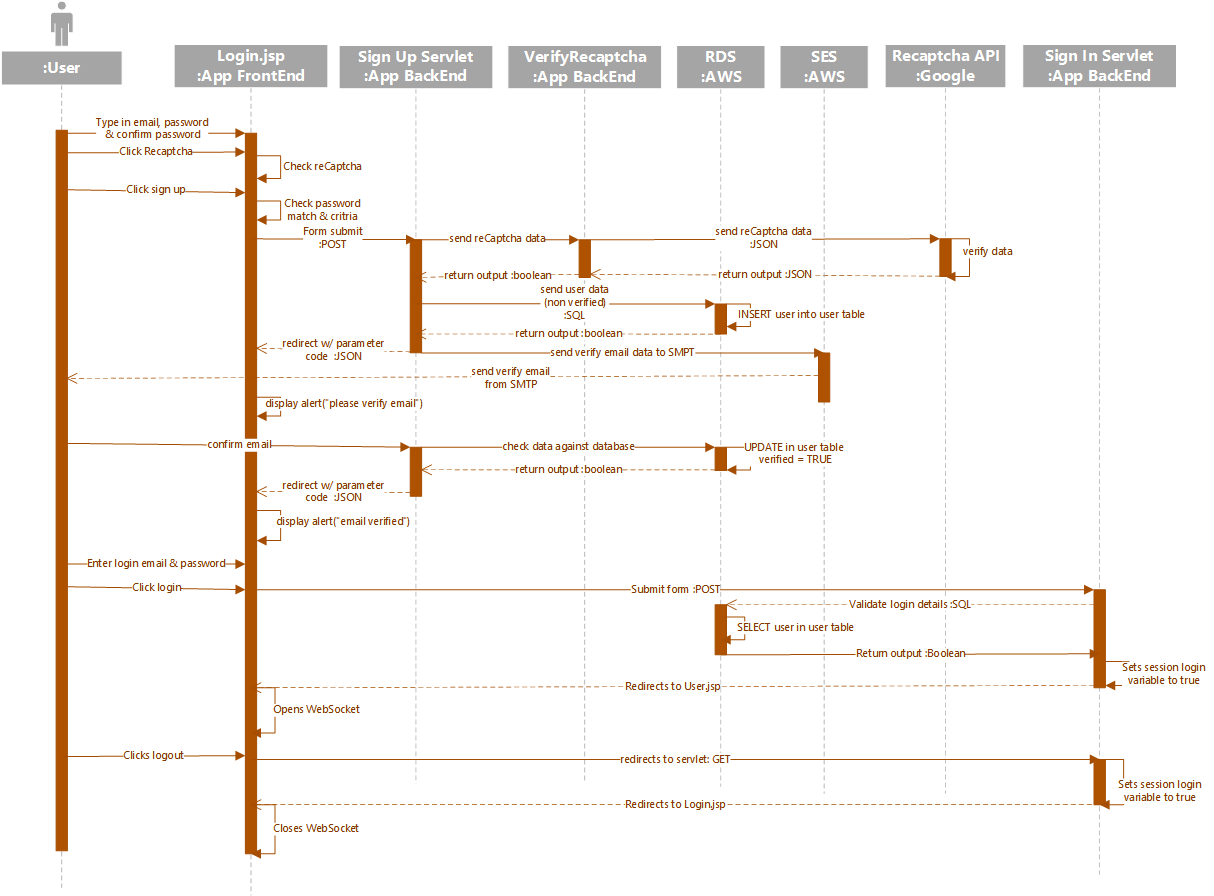 :User
Login.jsp
:App FrontEnd
Sign Up Servlet
:App BackEnd
VerifyRecaptcha
:App BackEnd
RDS
:AWS
SES
:AWS
Recaptcha API
:Google
Sign In Servlet
:App BackEnd
Type in email, password
& confirm password
Click Recaptcha
Check reCaptcha
Click sign up
Check password
match & critria
Form submit
:POST
send reCaptcha data
send reCaptcha data
:JSON
verify data
return output :boolean
return output :JSON
send user data
(non verified)
:SQL
INSERT user into user table
return output :boolean
redirect w/ parameter
code :JSON
send verify email data to SMPT
send verify email
from SMTP
display alert("please verify email")
confirm email
check data against database
UPDATE in user table
verified = TRUE
return output :boolean
redirect w/ parameter
code :JSON
display alert("email verified")
Enter login email & password
Click login
Submit form :POST
Validate login details :SQL
SELECT user in user table
Return output :Boolean
Sets session login
variable to true
Redirects to User.jsp
Opens WebSocket
Clicks logout
redirects to servlet: GET
Sets session login
variable to true
Redirects to Login.jsp
Closes WebSocket